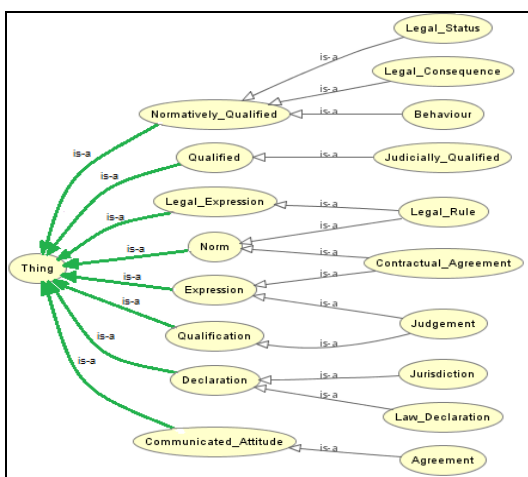 Legal_Status
is-a
Legal_Consequence
is-a
Normatively_Qualified
is-a
Behaviour
is-a
Qualified
is-a
Judicially_Qualified
is-a
Legal_Expression
is-a
Legal_Rule
is-a
Norm
is-a
is-a
Thing
is-a
Contractual_Agreement
is-a
Expression
is-a
is-a
Judgement
Qualification
is-a
is-a
Declaration
is-a
Jurisdiction
is-a
Law_Declaration
Communicated_Attitude
is-a
Agreement